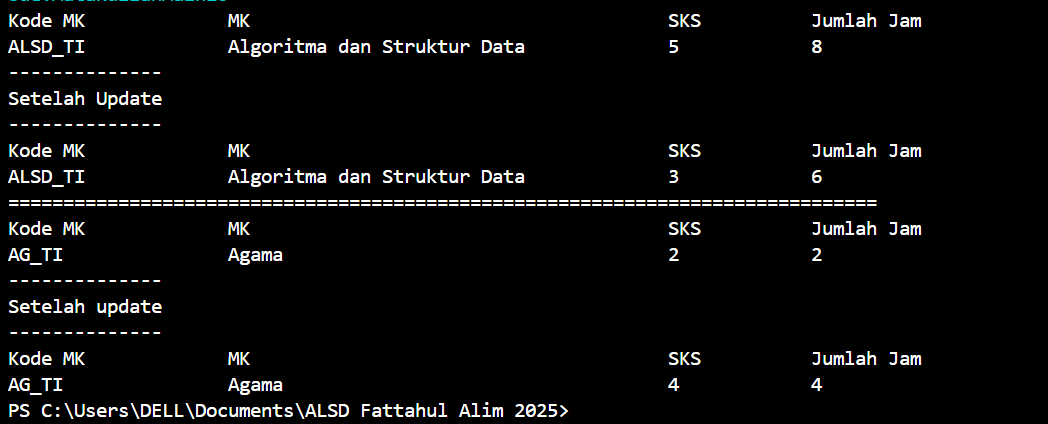 Kode MK MK SKS Jumlah Jam
ALSD_TI Algoritma dan Struktur Data 5 8
--------------
Setelah Update
--------------
Kode MK MK SKS Jumlah Jam
ALSD_TI Algoritma dan Struktur Data 3 6
===============================================================================
Kode MK MK SKS Jumlah Jam
AG_TI Agama 2 2
--------------
Setelah update
--------------
Kode MK MK SKS Jumlah Jam
AG_TI Agama 4 4
PS C:\Users\DELL\Documents\ALSD Fattahul Alim 2025>